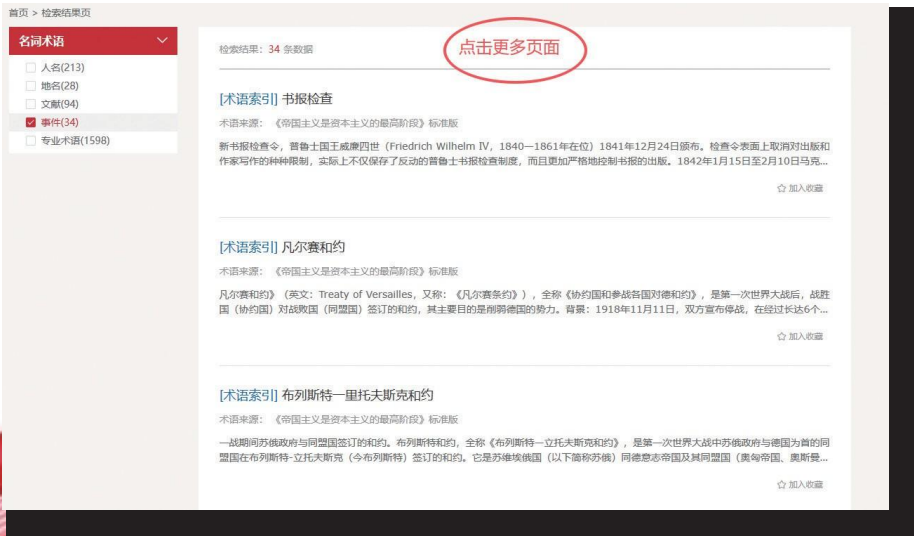 首页 > 检索结果页
名词术语
人名(213)
地名(28)
文献(94)
事件(34)
专业术语(1598)
检索结果：34 条数据
点击更多页面
[术语索引] 书报检查
术语来源： 《帝国主义是资本主义的最高阶段》标准版
新书报检查令，普鲁士国王威廉四世（Friedrich Wilhelm IV，1840—1861年在位）1841年12月24日颁布。检查令表面上取消对出版和
作家写作的种种限制，实际上不仅保存了反动的普鲁士书报检查制度，而且更加严格地控制书报的出版。1842年1月15日至2月10日马克...
加入收藏
[术语索引] 凡尔赛和约
术语来源： 《帝国主义是资本主义的最高阶段》标准版
凡尔赛和约》（英文：Treaty of Versailles，又称：《凡尔赛条约》），全称《协约国和参战各国对德和约》，是第一次世界大战后，战胜
国（协约国）对战败国（同盟国）签订的和约，其主要目的是削弱德国的势力。背景：1918年11月11日，双方宣布停战，在经过长达6个...
加入收藏
[术语索引] 布列斯特一里托夫斯克和约
术语来源： 《帝国主义是资本主义的最高阶段》标准版
一战期间苏俄政府与同盟国签订的和约。布列斯特和约，全称《布列斯特—立托夫斯克和约》，是第一次世界大战中苏俄政府与德国为首的同
盟国在布列斯特-立托夫斯克（今布列斯特）签订的和约。它是苏维埃俄国（以下简称苏俄）同德意志帝国及其同盟国（奥匈帝国、奥斯曼...
加入收藏